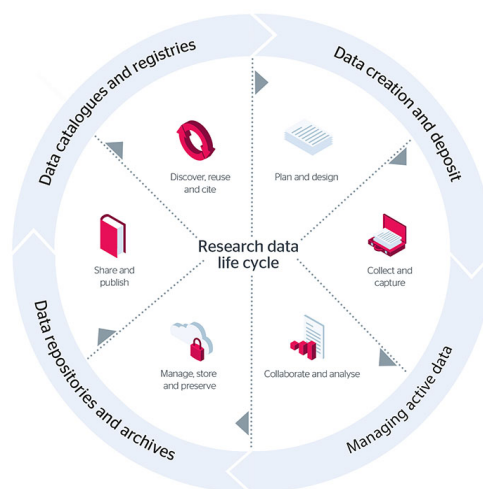 Data catalogues and registries
Data creation and deposit
Discover, reuse
and cite
Plan and design
Research data
life cycle
Share and
publish
Collect and
capture
Manage, store
and preserve
Collaborate and analyse
Data repositories and archives
Managing active data